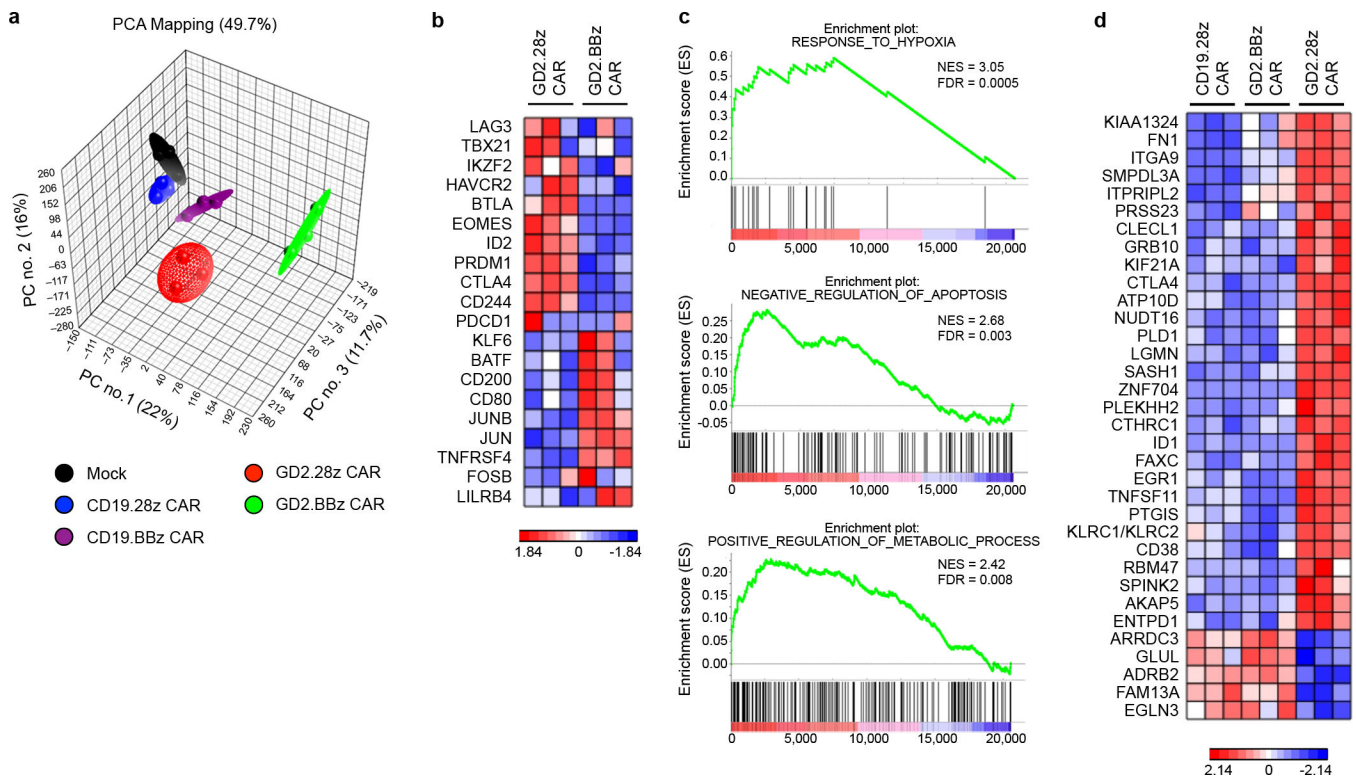 a
PCA Mapping (49.7%)
PC no. 2 (16%)
260
206
152
98
44
0
–63
–117
–171
–225
–280
–150
–111
–73
–35
2
40
78
116
154
192
230
PC no.1 (22%)
–219
–171
–123
–75
–27
20
68
116
164
212
260
PC no. 3 (11.7%)
Mock
CD19.28z CAR
CD19.BBz CAR
GD2.28z CAR
GD2.BBz CAR
b
GD2.28z
CAR
GD2.BBz
CAR
LAG3
TBX21
IKZF2
HAVCR2
BTLA
EOMES
ID2
PRDM1
CTLA4
CD244
PDCD1
KLF6
BATF
CD200
CD80
JUNB
JUN
TNFRSF4
FOSB
LILRB4
1.84 0 -1.84
c
Enrichment plot:
RESPONSE_TO_HYPOXIA
NES = 3.05
FDR = 0.0005
Enrichment score (ES)
0.6
0.5
0.4
0.3
0.2
0.1
0.0
0 5,000 10,000 15,000 20,000
Enrichment plot:
NEGATIVE_REGULATION_OF_APOPTOSIS
NES = 2.68
FDR = 0.003
Enrichment score (ES)
0.25
0.20
0.15
0.10
0.0
-0.05
0 5,000 10,000 15,000 20,000
Enrichment plot:
POSITIVE_REGULATION_OF_METABOLIC_PROCESS
NES = 2.42
FDR = 0.008
Enrichment score (ES)
0.20
0.15
0.10
0.05
0.00
0 5,000 10,000 15,000 20,000
d
CD19.28z
CAR
GD2.BBz
CAR
GD2.28z
CAR
KIAA1324
FN1
ITGA9
SMPDL3A
ITPRIPL2
PRSS23
CLECL1
GRB10
KIF21A
CTLA4
ATP10D
NUDT16
PLD1
LGMN
SASH1
ZNF704
PLEKHH2
CTHRC1
ID1
FAXC
EGR1
TNFSF11
PTGIS
KLRC1/KLRC2
CD38
RBM47
SPINK2
AKAP5
ENTPD1
ARRDC3
GLUL
ADRB2
FAM13A
EGLN3
2.14 0 -2.14